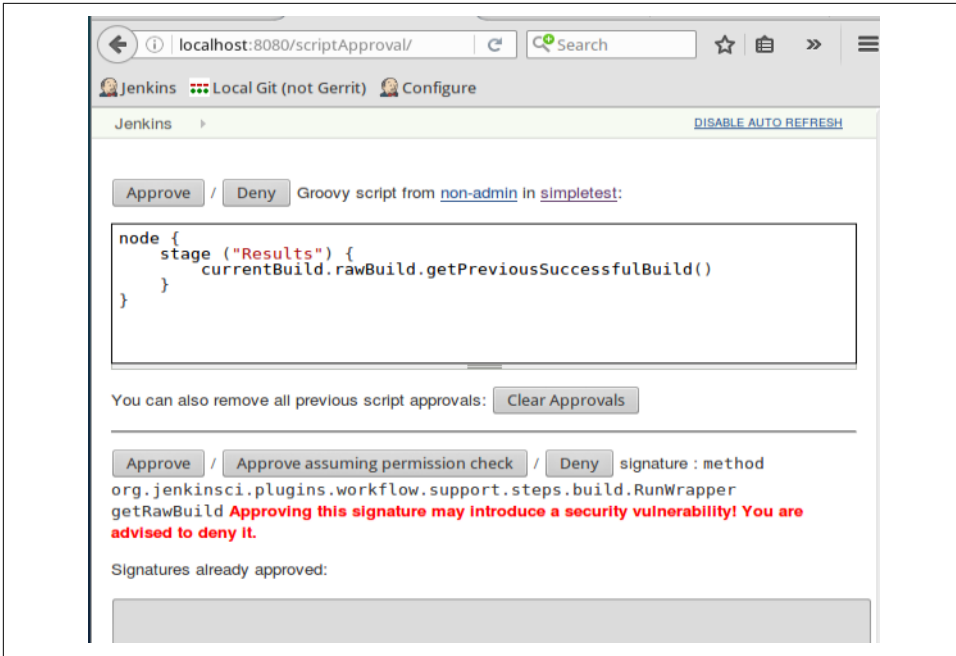 localhost:8080/scriptApproval/ Search
Jenkins Local Git (not Gerrit) Configure
Jenkins DISABLE AUTO REFRESH
Approve / Deny Groovy script from non-admin in simpletest:
node {
    stage ("Results") {
        currentBuild.rawBuild.getPreviousSuccessfulBuild()
    }
}
You can also remove all previous script approvals: Clear Approvals
Approve / Approve assuming permission check / Deny signature : method
org.jenkinsci.plugins.workflow.support.steps.build.RunWrapper
getRawBuild Approving this signature may introduce a security vulnerability! You are
advised to deny it.
Signatures already approved: